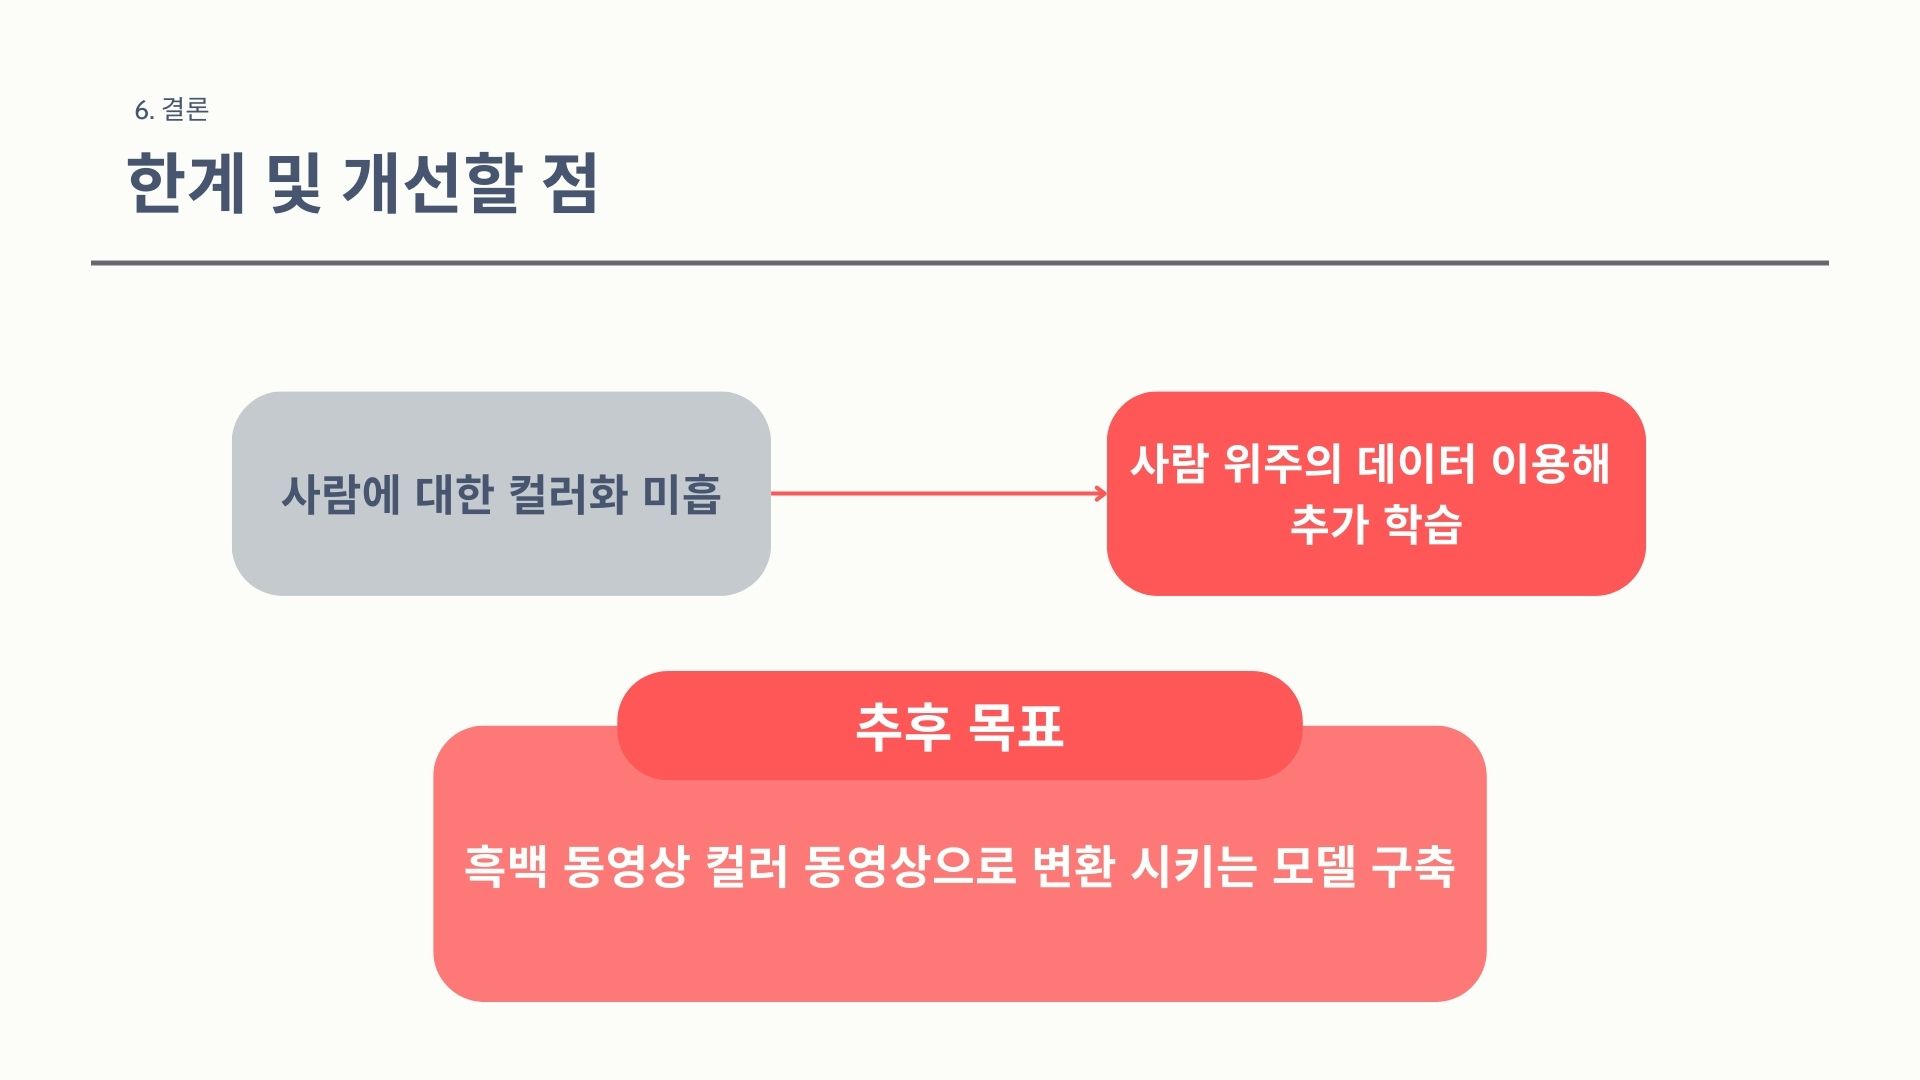 6. 결론
한계 및 개선할 점
사람에 대한 컬러화 미흡
사람 위주의 데이터 이용해
추가 학습
추후 목표
흑백 동영상 컬러 동영상으로 변환 시키는 모델 구축